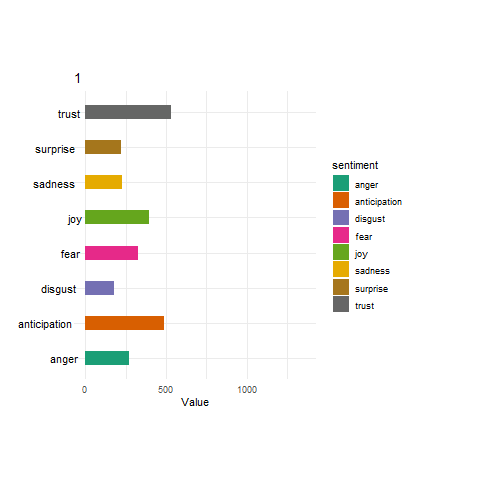 1
trust
surprise
sadness
joy
fear
disgust
anticipation
anger
0 500 1000
Value
sentiment
anger
anticipation
disgust
fear
joy
sadness
surprise
trust